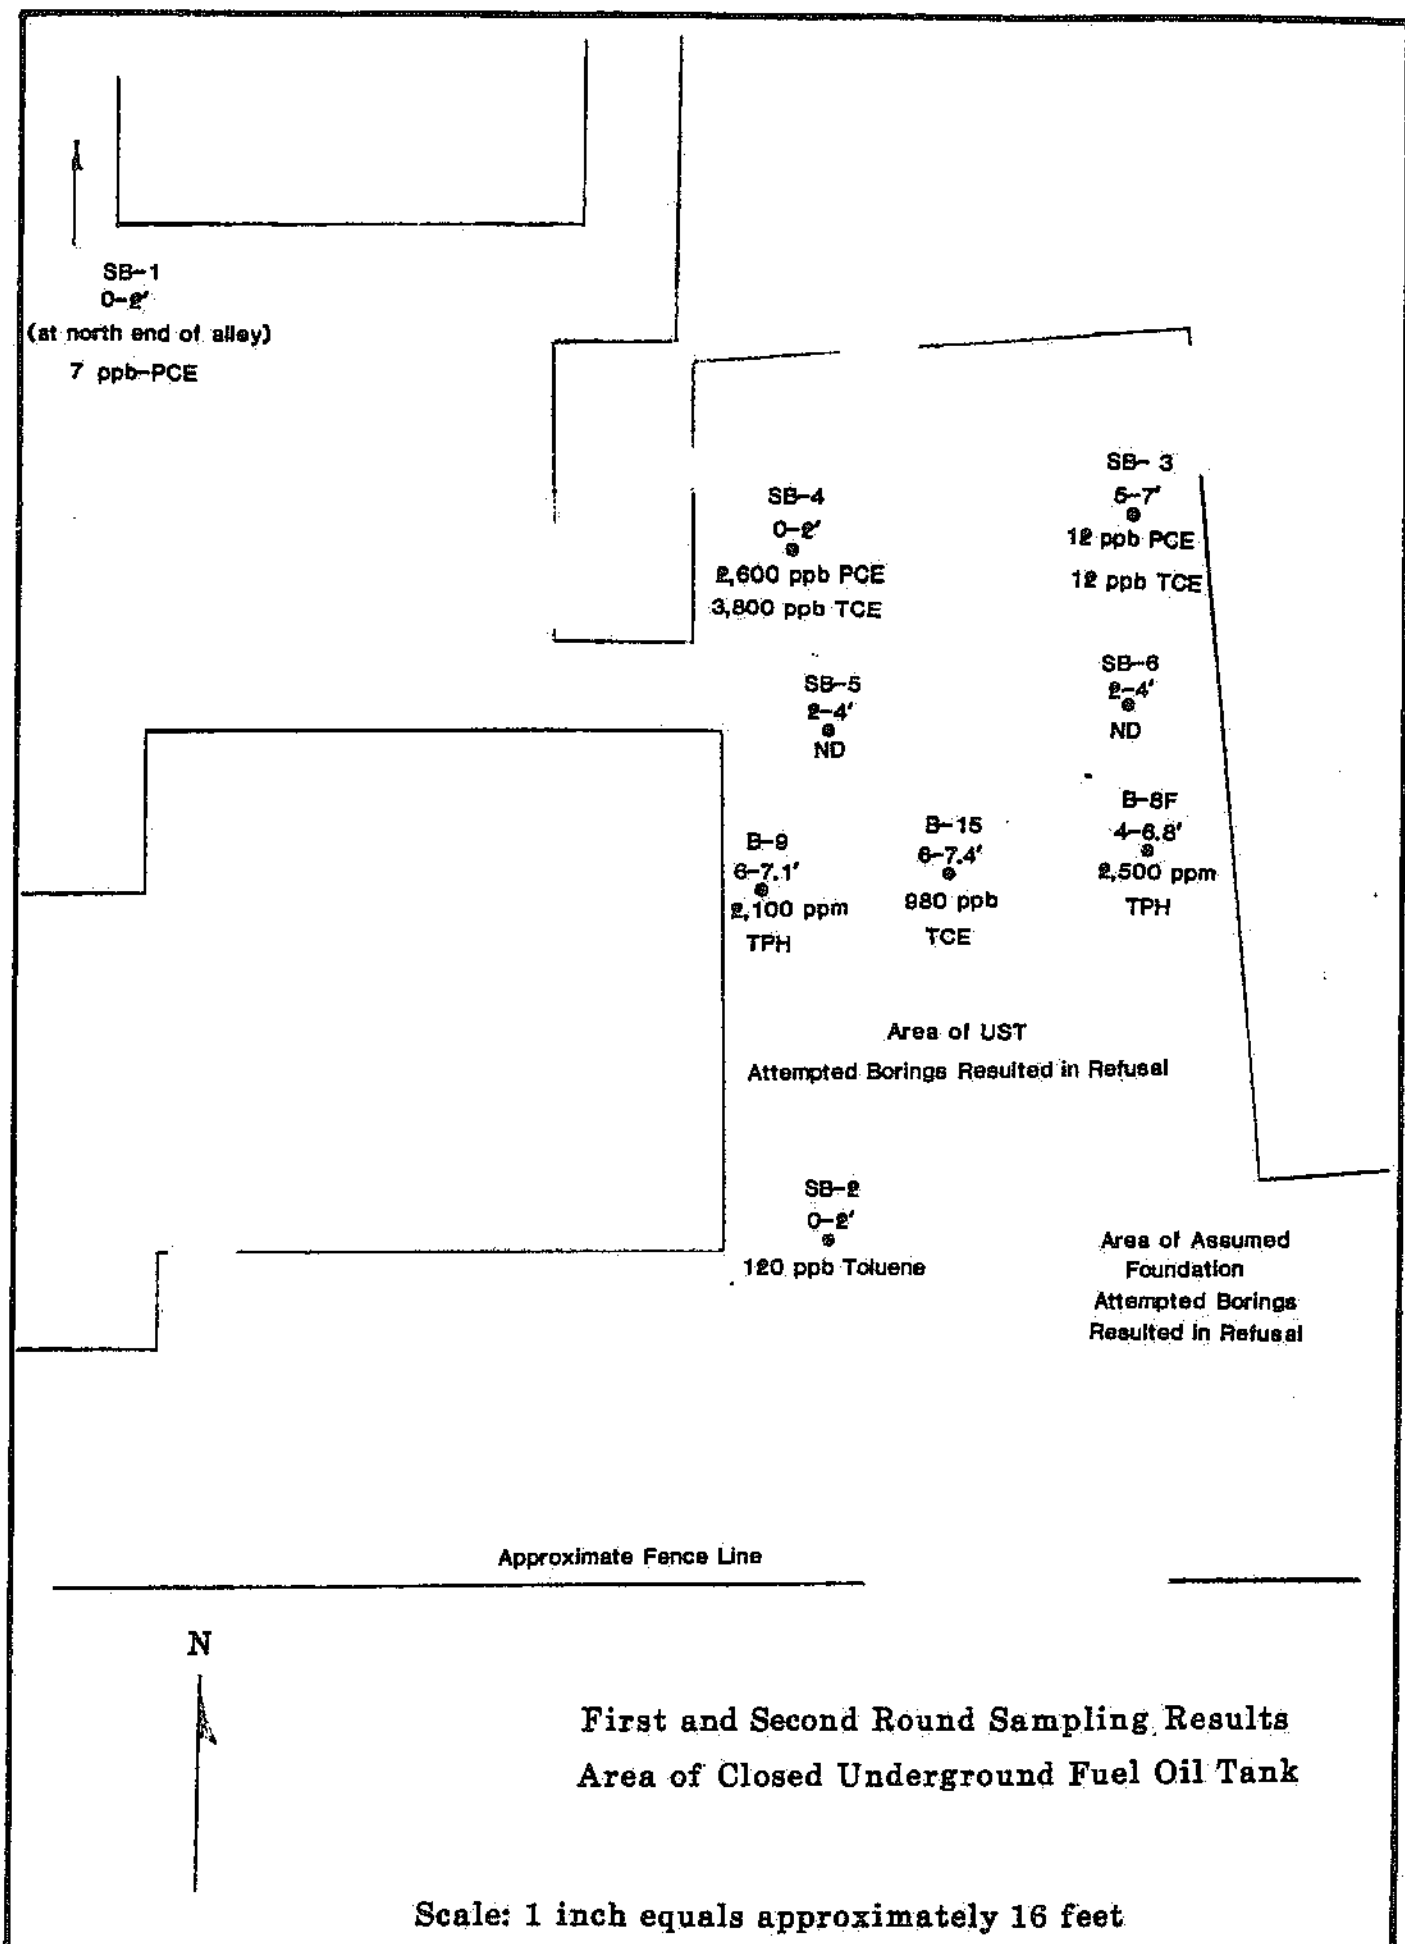 SB-1
0-2'
(at north end of alley)
7 ppb-PCE
SB-3
5-7'
12 ppb PCE
12 ppb TCE
SB-4
0-2'
2,600 ppb PCE
3,800 ppb TCE
SB-5
2-4'
ND
SB-6
2-4'
ND
B-9
6-7.1'
2,100 ppm
TPH
B-15
6-7.4'
980 ppb
TCE
B-8F
4-6.8'
2,500 ppm
TPH
Area of UST
Attempted Borings Resulted in Refusal
SB-2
0-2'
120 ppb Toluene
Area of Assumed
Foundation
Attempted Borings
Resulted in Refusal
Approximate Fence Line
N
First and Second Round Sampling Results
Area of Closed Underground Fuel Oil Tank
Scale: 1 inch equals approximately 16 feet